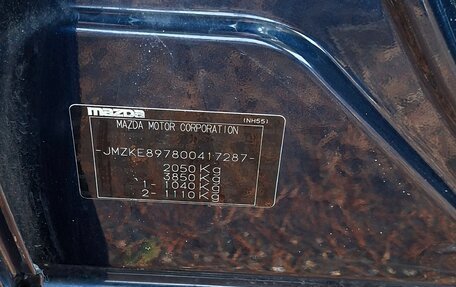 mazda
(NH55)
MAZDA MOTOR CORPORATION
-JMZKE897800417287-
2050 Kg
3850 Kg
1- 1040 Kg
2- 1110 Kg